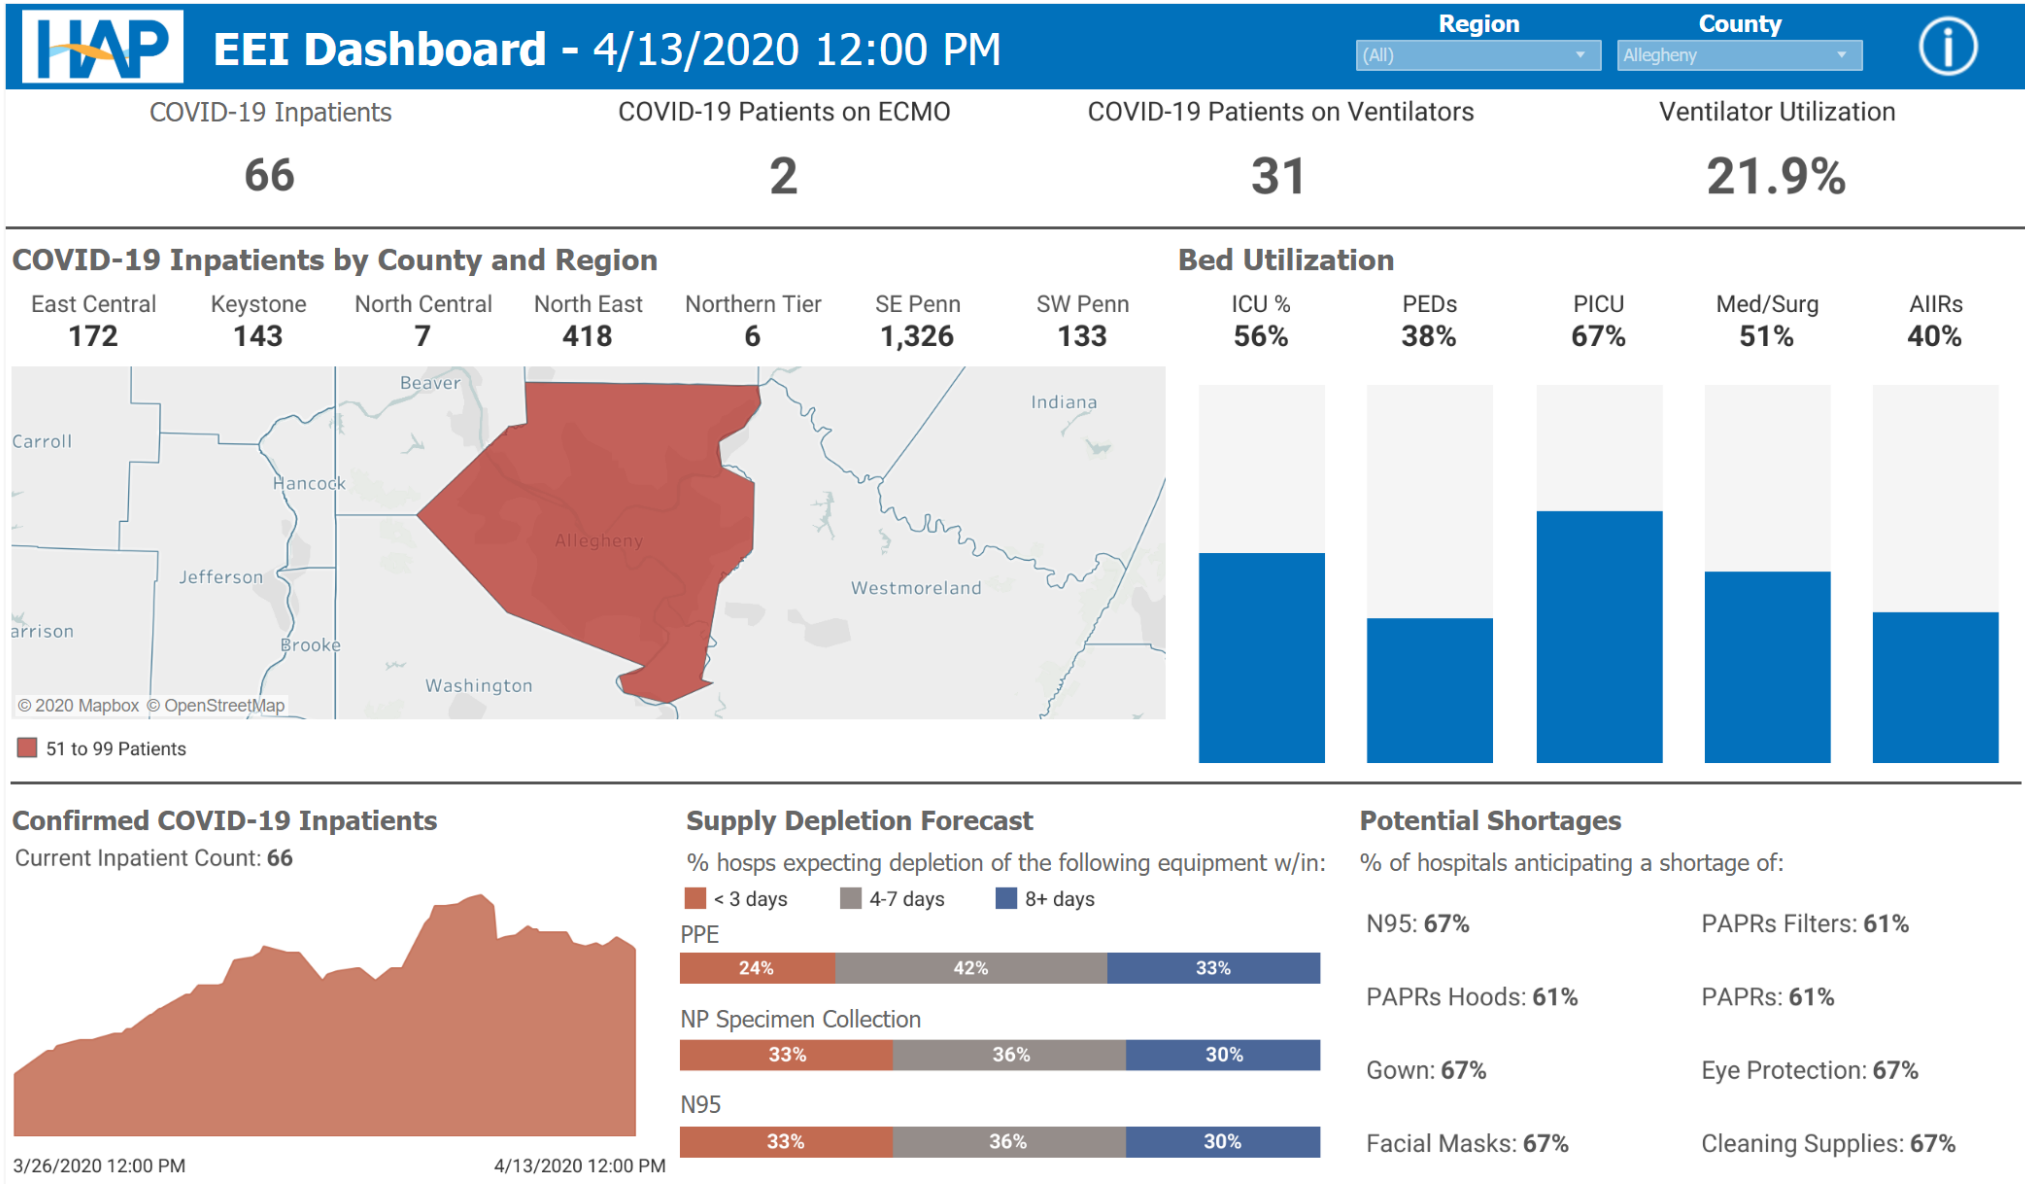 HAP
EEI Dashboard - 4/13/2020 12:00 PM
Region
(All)
County
Allegheny
i
COVID-19 Inpatients
66
COVID-19 Patients on ECMO
2
COVID-19 Patients on Ventilators
31
Ventilator Utilization
21.9%
COVID-19 Inpatients by County and Region
East Central
172
Keystone
143
North Central
7
North East
418
Northern Tier
6
SE Penn
1,326
SW Penn
133
Beaver
Indiana
Carroll
Hancock
Allegheny
Jefferson
Westmoreland
arrison
Brooke
Washington
© 2020 Mapbox © OpenStreetMap
51 to 99 Patients
Bed Utilization
ICU %
56%
PEDs
38%
PICU
67%
Med/Surg
51%
AIIRs
40%
Confirmed COVID-19 Inpatients
Current Inpatient Count: 66
3/26/2020 12:00 PM
4/13/2020 12:00 PM
Supply Depletion Forecast
% hosps expecting depletion of the following equipment w/in:
< 3 days
4-7 days
8+ days
PPE
24%
42%
33%
NP Specimen Collection
33%
36%
30%
N95
33%
36%
30%
Potential Shortages
% of hospitals anticipating a shortage of:
N95: 67%
PAPRs Filters: 61%
PAPRs Hoods: 61%
PAPRs: 61%
Gown: 67%
Eye Protection: 67%
Facial Masks: 67%
Cleaning Supplies: 67%